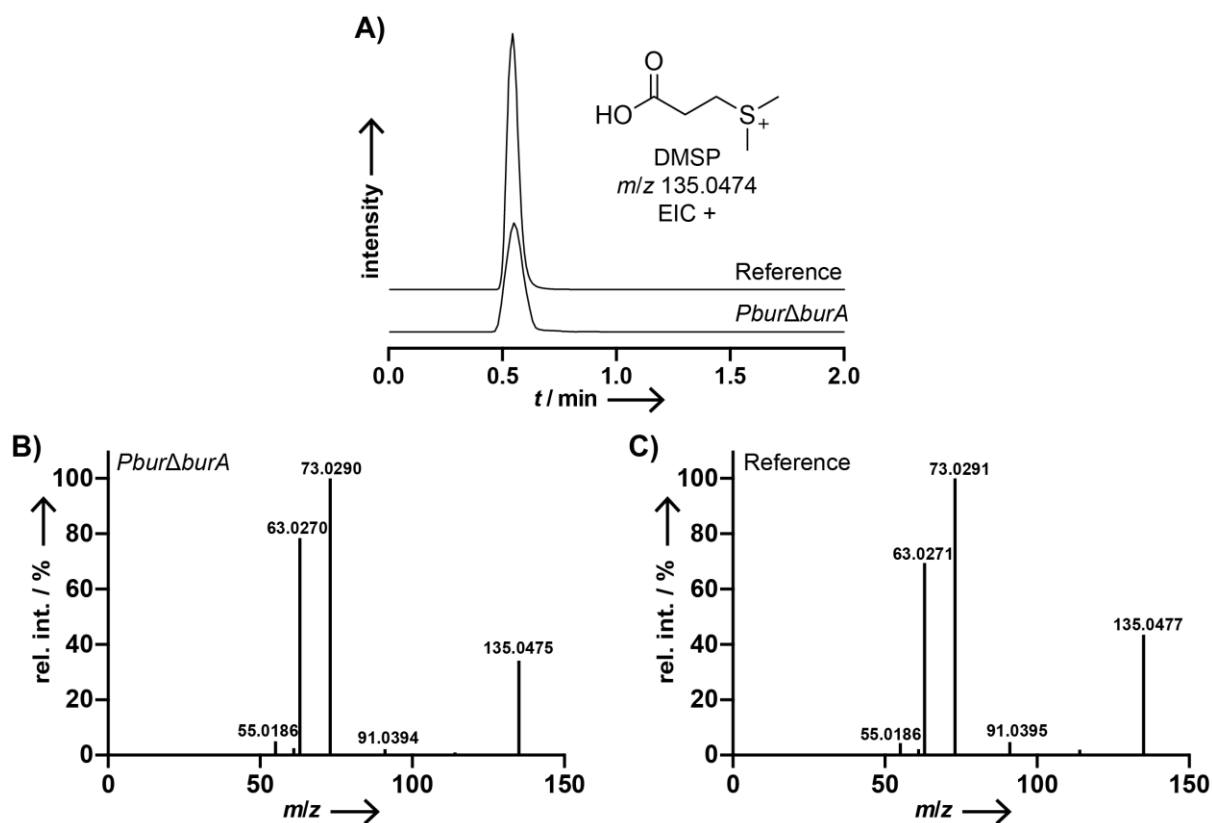 A)
intensity
O
HO
S
+
DMSP
m/z 135.0474
EIC +
Reference
PburΔburA
0.0 0.5 1.0 1.5 2.0
t / min
B)
PburΔburA
rel. int. / %
100
80
60
40
20
0
73.0290
63.0270
135.0475
55.0186
91.0394
0 50 100 150
m/z
C)
Reference
rel. int. / %
100
80
60
40
20
0
73.0291
63.0271
135.0477
55.0186
91.0395
0 50 100 150
m/z